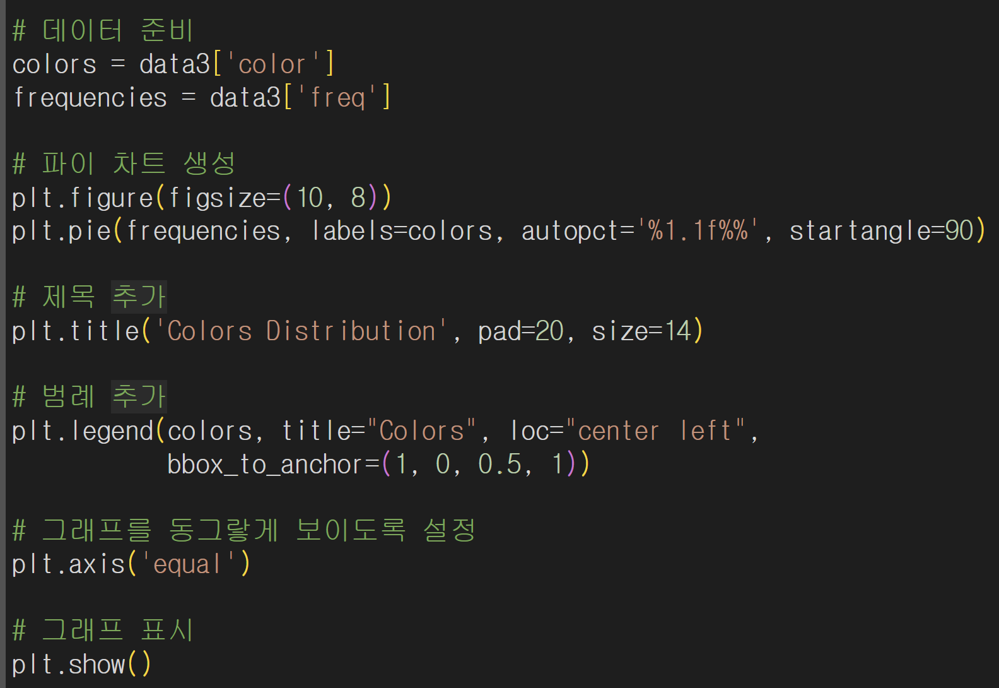 # 데이터 준비
colors = data3['color']
frequencies = data3['freq']
# 파이 차트 생성
plt.figure(figsize=(10, 8))
plt.pie(frequencies, labels=colors, autopct='%1.1f%%', startangle=90)
# 제목 추가
plt.title('Colors Distribution', pad=20, size=14)
# 범례 추가
plt.legend(colors, title="Colors", loc="center left",
bbox_to_anchor=(1, 0, 0.5, 1))
# 그래프를 동그랗게 보이도록 설정
plt.axis('equal')
# 그래프 표시
plt.show()